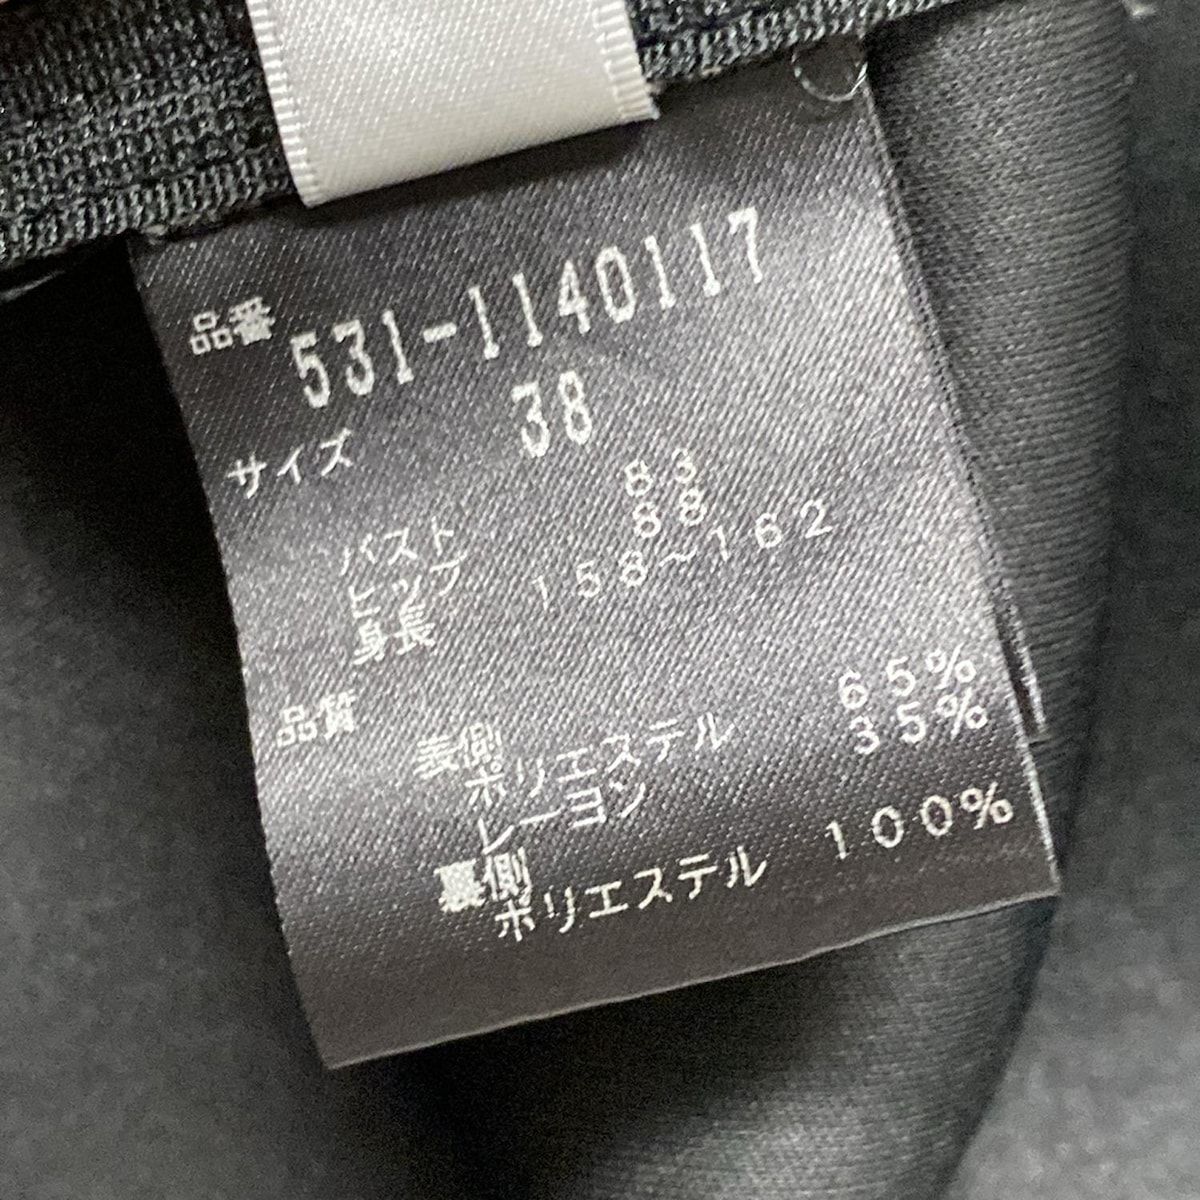 品番 531-1140117
サイズ 38
バスト 83
ヒップ 88
身長 158~162
品質
表側
ポリエステル 65%
レーヨン 35%
裏側
ポリエステル 100%